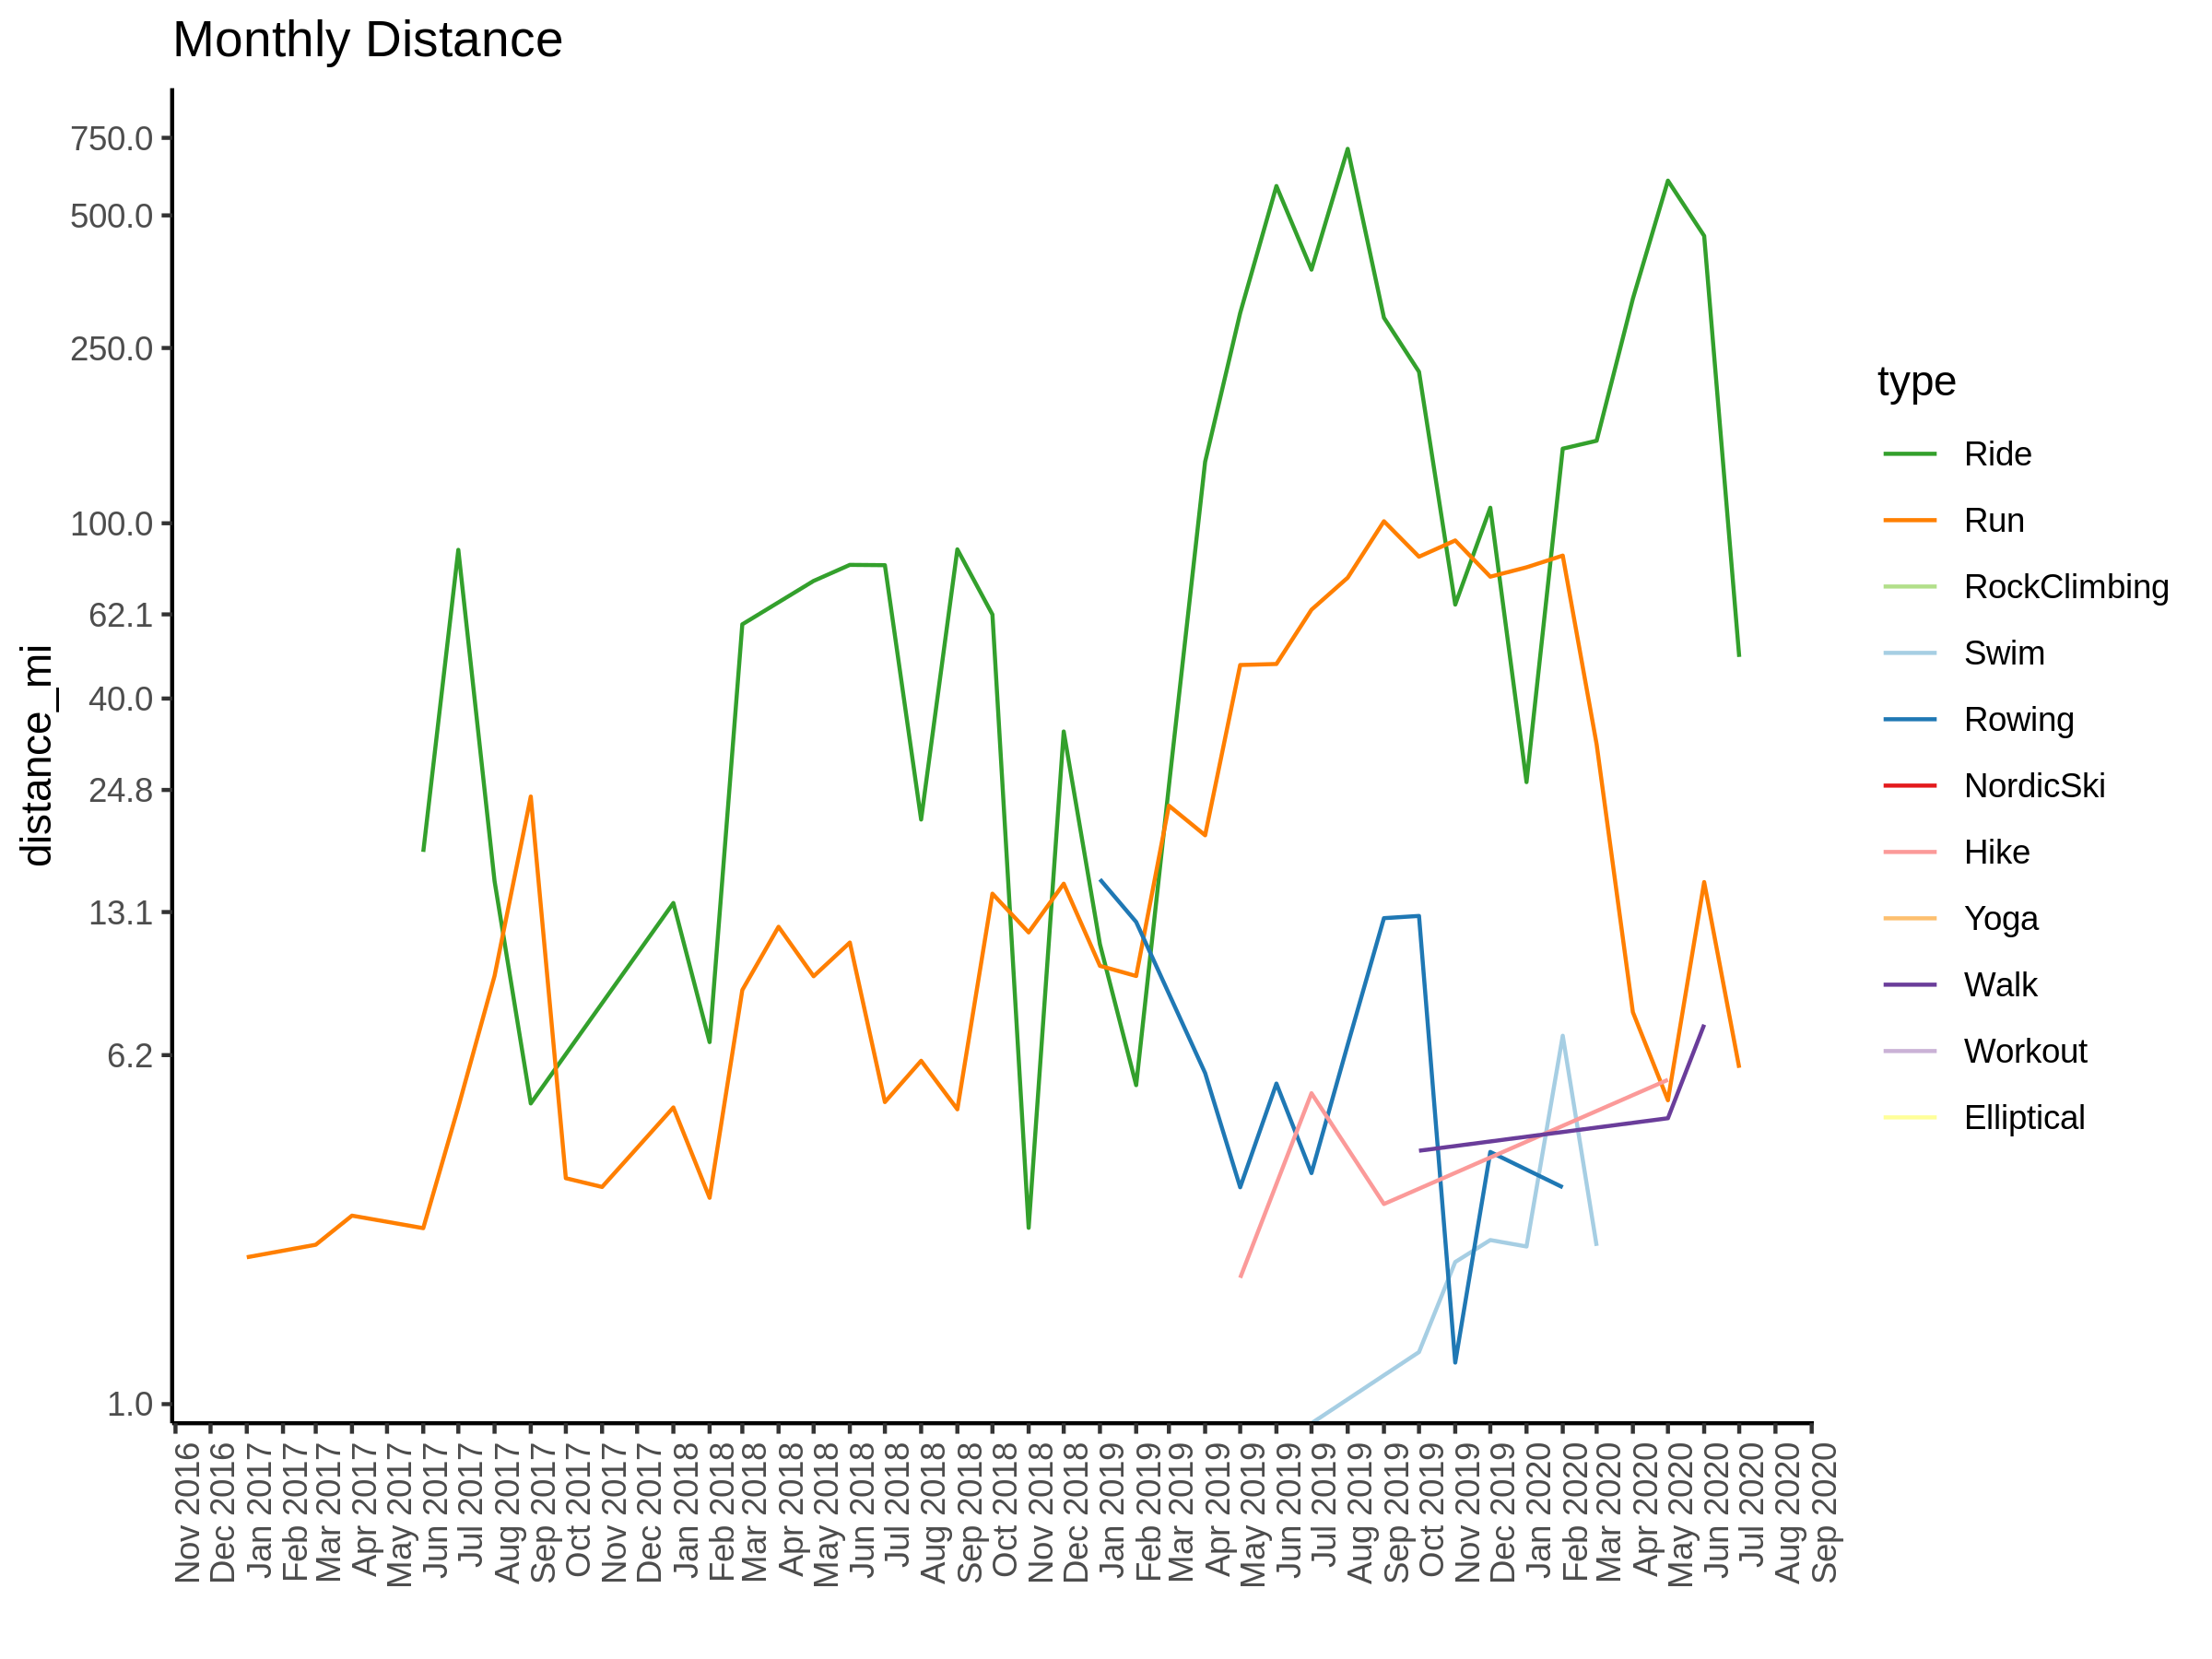 Monthly Distance
distance_mi
750.0
500.0
250.0
100.0
62.1
40.0
24.8
13.1
6.2
1.0
Nov 2016
Dec 2016
Jan 2017
Feb 2017
Mar 2017
Apr 2017
May 2017
Jun 2017
Jul 2017
Aug 2017
Sep 2017
Oct 2017
Nov 2017
Dec 2017
Jan 2018
Feb 2018
Mar 2018
Apr 2018
May 2018
Jun 2018
Jul 2018
Aug 2018
Sep 2018
Oct 2018
Nov 2018
Dec 2018
Jan 2019
Feb 2019
Mar 2019
Apr 2019
May 2019
Jun 2019
Jul 2019
Aug 2019
Sep 2019
Oct 2019
Nov 2019
Dec 2019
Jan 2020
Feb 2020
Mar 2020
Apr 2020
May 2020
Jun 2020
Jul 2020
Aug 2020
Sep 2020
type
Ride
Run
RockClimbing
Swim
Rowing
NordicSki
Hike
Yoga
Walk
Workout
Elliptical